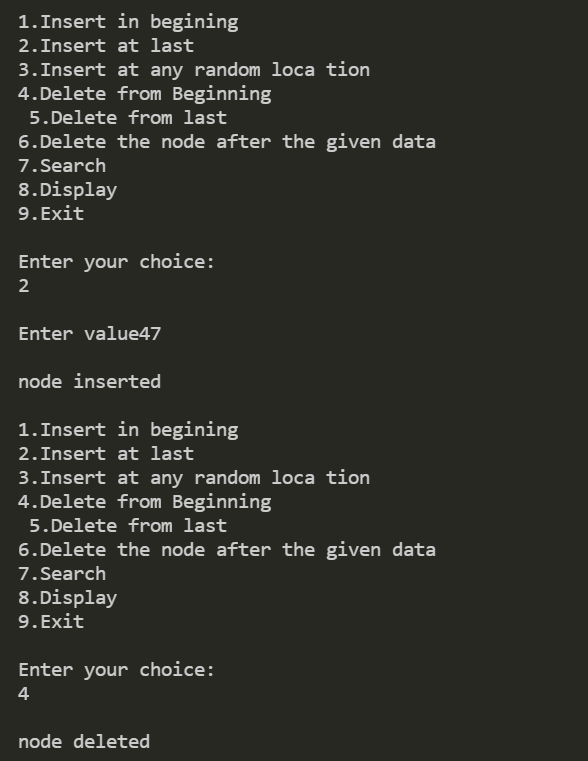 1.Insert in begining
2.Insert at last
3.Insert at any random loca tion
4.Delete from Beginning
 5.Delete from last
6.Delete the node after the given data
7.Search
8.Display
9.Exit
Enter your choice:
2
Enter value47
node inserted
1.Insert in begining
2.Insert at last
3.Insert at any random loca tion
4.Delete from Beginning
 5.Delete from last
6.Delete the node after the given data
7.Search
8.Display
9.Exit
Enter your choice:
4
node deleted